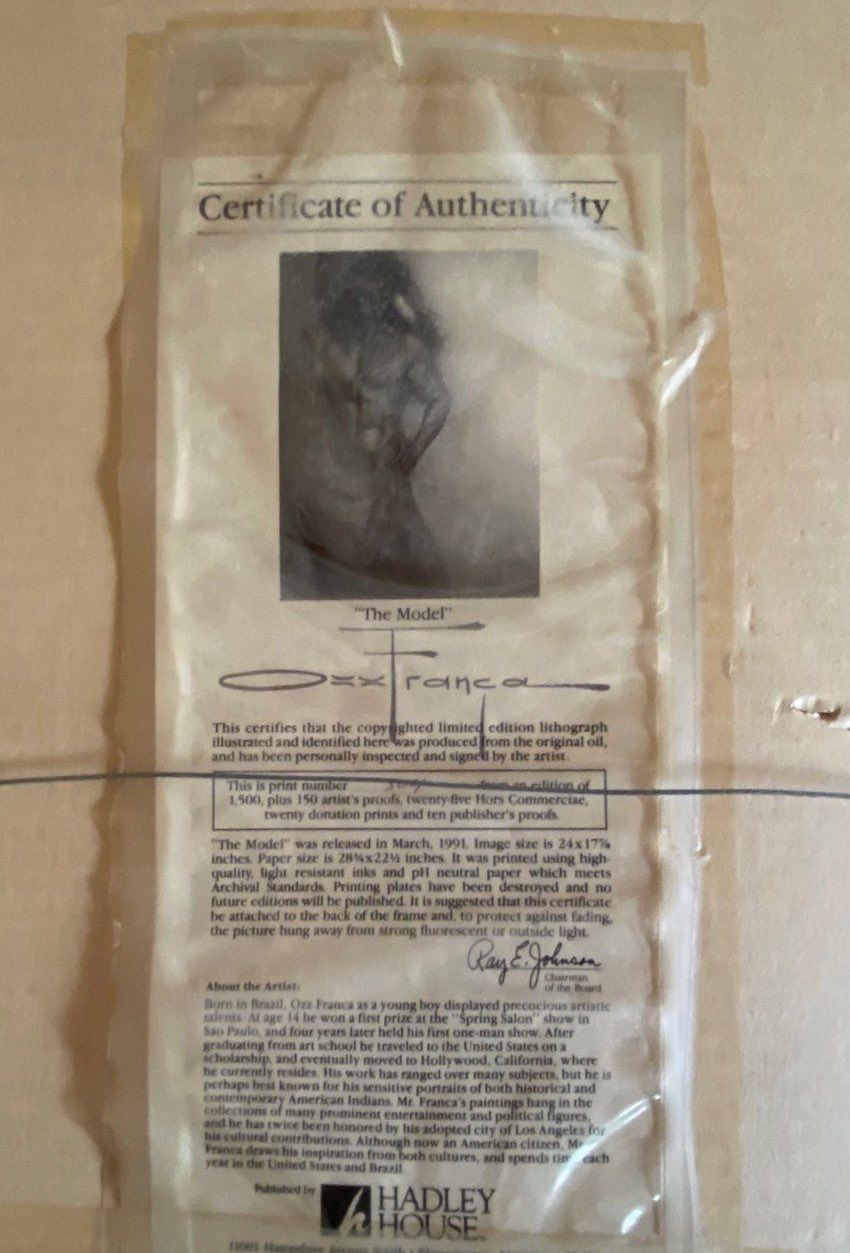 Certificate of Authenticity
"The Model"
Ozz Franca
This certifies that the copyrighted limited edition lithograph
illustrated and identified here was produced from the original oil,
and has been personally inspected and signed by the artist.
This is print number from an edition of
1,500, plus 150 artist's proofs, twenty-five Hors Commerciae,
twenty donation prints and ten publisher's proofs.
"The Model" was released in March, 1991. Image size is 24x17⅞
inches. Paper size is 28¾x22½ inches. It was printed using high-
quality, light resistant inks and pH neutral paper which meets
Archival Standards. Printing plates have been destroyed and no
future editions will be published. It is suggested that this certificate
be attached to the back of the frame and, to protect against fading,
the picture hung away from strong fluorescent or outside light.
Ray E. Johnson
Chairman
of the Board
About the Artist:
Born in Brazil, Ozz Franca as a young boy displayed precocious artistic
talents. At age 14 he won a first prize at the "Spring Salon" show in
Sao Paulo, and four years later held his first one-man show. After
graduating from art school he traveled to the United States on a
scholarship, and eventually moved to Hollywood, California, where
he currently resides. His work has ranged over many subjects, but he is
perhaps best known for his sensitive portraits of both historical and
contemporary American Indians. Mr. Franca's paintings hang in the
collections of many prominent entertainment and political figures,
and he has twice been honored by his adopted city of Los Angeles for
his cultural contributions. Although now an American citizen, Mr.
Franca draws his inspiration from both cultures, and spends time each
year in the United States and Brazil.
Published by
HADLEY
HOUSE